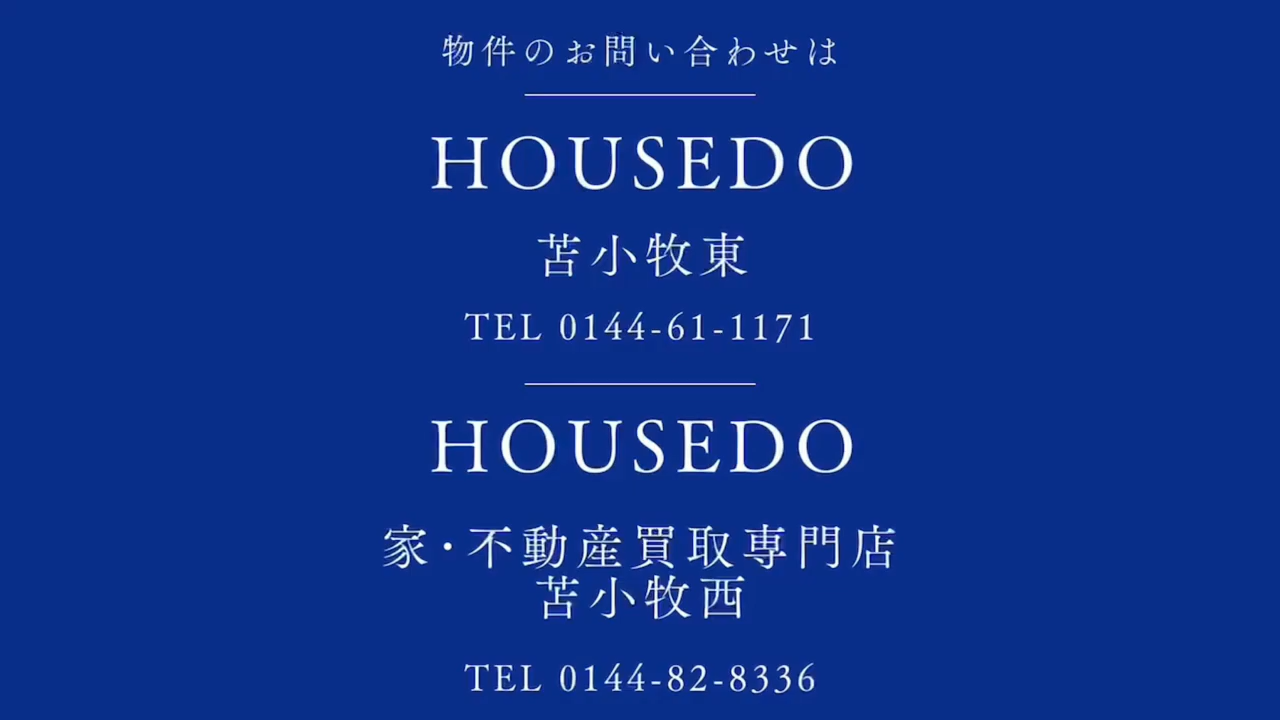 物件のお問い合わせは
HOUSEDO
苫小牧東
TEL 0144-61-1171
HOUSEDO
家・不動産買取専門店
苫小牧西
TEL 0144-82-8336